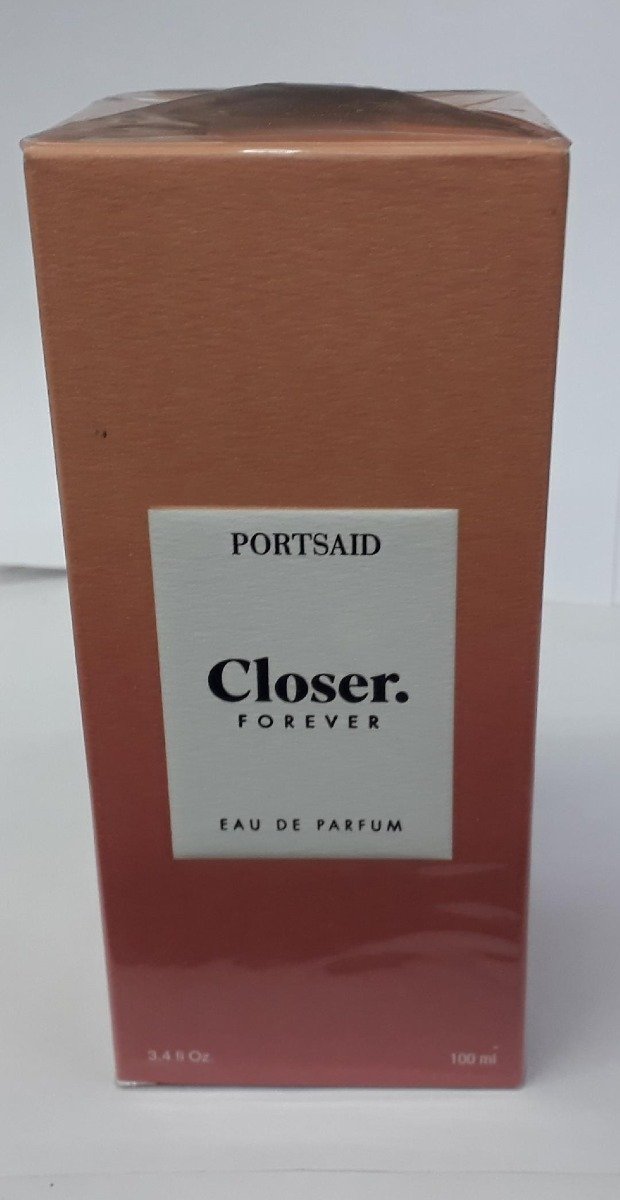 PORTSAID
Closer.
FOREVER
EAU DE PARFUM
3.4 fl Oz.
100 ml